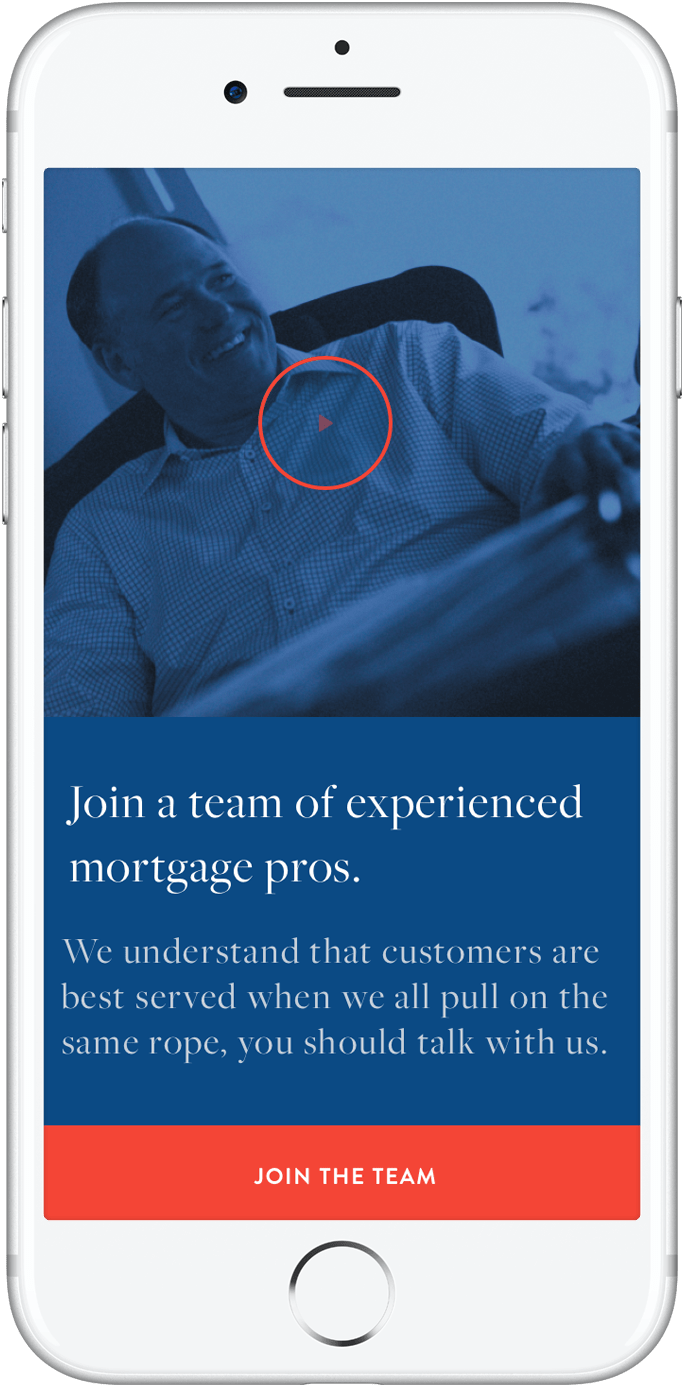 Join a team of experienced
mortgage pros.
We understand that customers are
best served when we all pull on the
same rope, you should talk with us.
JOIN THE TEAM